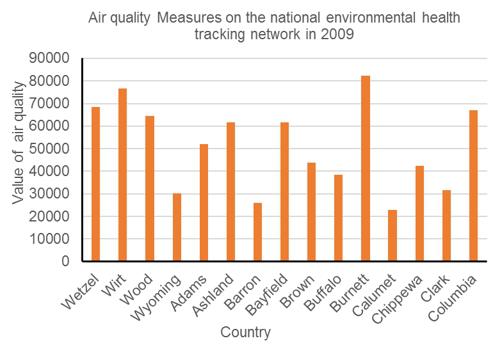 Air quality Measures on the national environmental health
tracking network in 2009
Value of air quality
90000
80000
70000
60000
50000
40000
30000
20000
10000
0
Wetzel
Wirt
Wood
Wyoming
Adams
Ashland
Barron
Bayfield
Brown
Buffalo
Burnett
Calumet
Chippewa
Clark
Columbia
Country